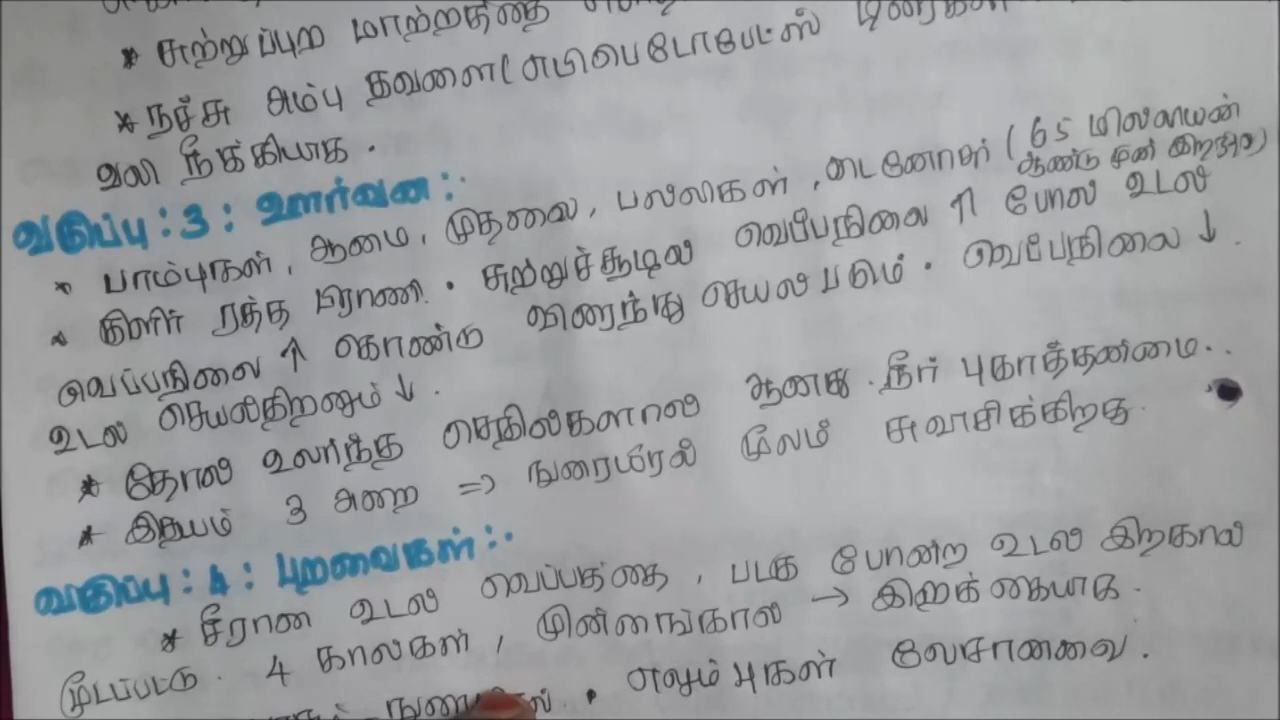 * சுற்றுப்புற மாற்றத்தை
* நச்சு அம்பு தவளை (எபிபெடோபேட்ஸ் டிரைகள
வலி நீக்கியாக.
வகுப்பு : 3 : ஊர்வன :-
* பாம்புகள், ஆமை, முதலை, பல்லிகள், டைனோசர் (65 மில்லியன் ஆண்டு முன் இறந்தது)
* குளிர் ரத்த பிராணி. சுற்றுச்சூழல் வெப்பநிலை ↑ போல உடல்
வெப்பநிலை ↑ கொண்டு விரைந்து செயல்படும். வெப்பநிலை ↓.
உடல் செயல்திறனும் ↓.
* தோல் உலர்ந்த செதில்களால் ஆனது. நீர் புகாத்தன்மை..
* இதயம் 3 அறை => நுரையீரல் மூலம் சுவாசிக்கிறது.
வகுப்பு : 4 : பறவைகள் :-
* சீரான உடல் வெப்பத்தை, படகு போன்ற உடல் இறகால்
மூடப்பட்டு. 4 கால்கள், முன்னங்கால் → இறக்கையாக.
எலும்புகள் லேசானவை.